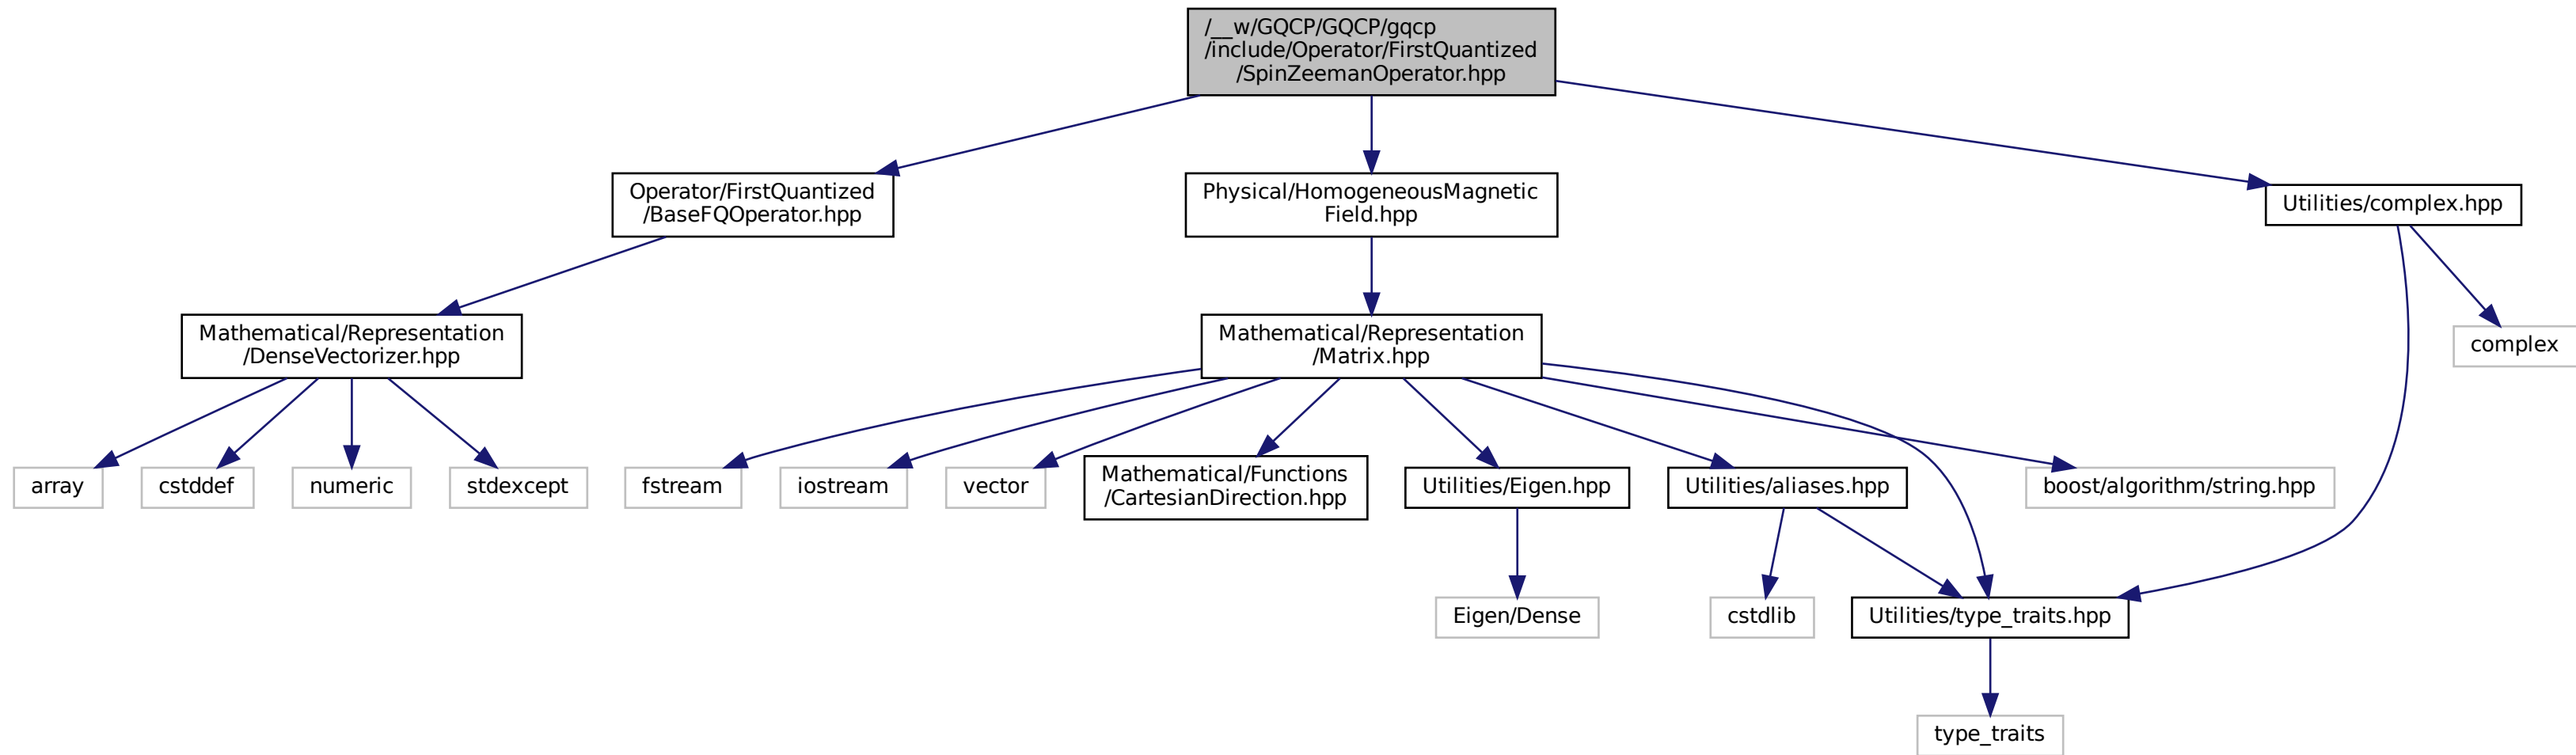 /__w/GQCP/GQCP/gqcp
/include/Operator/FirstQuantized
/SpinZeemanOperator.hpp
Operator/FirstQuantized
/BaseFQOperator.hpp
Physical/HomogeneousMagnetic
Field.hpp
Utilities/complex.hpp
Mathematical/Representation
/DenseVectorizer.hpp
Mathematical/Representation
/Matrix.hpp
complex
array
cstddef
numeric
stdexcept
fstream
iostream
vector
Mathematical/Functions
/CartesianDirection.hpp
Utilities/Eigen.hpp
Utilities/aliases.hpp
boost/algorithm/string.hpp
Eigen/Dense
cstdlib
Utilities/type_traits.hpp
type_traits